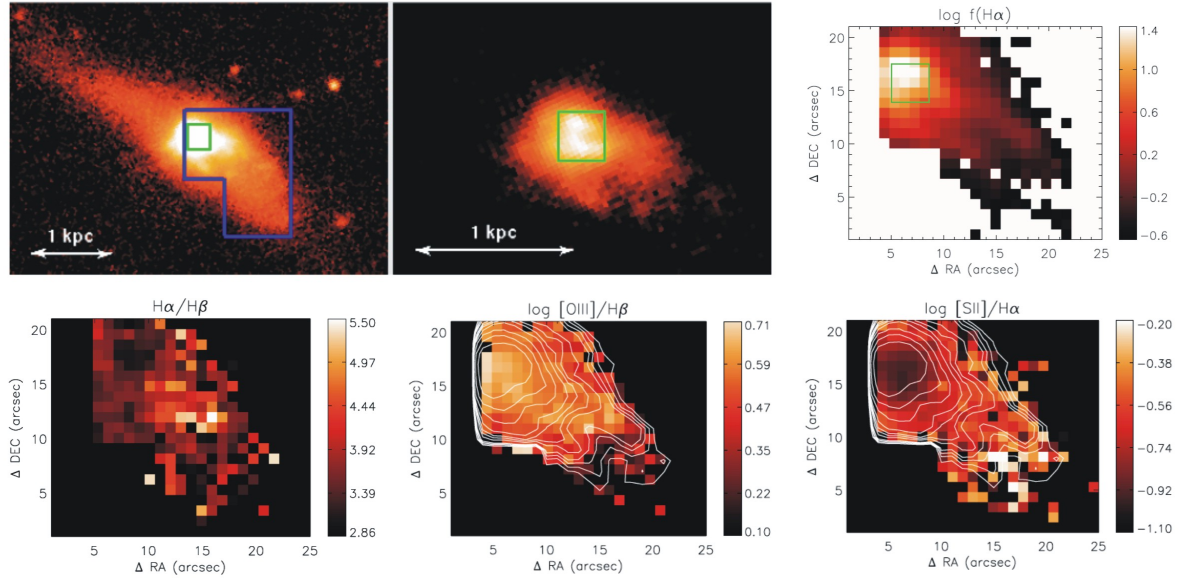 1 kpc
1 kpc
log f(Hα)
Δ DEC (arcsec)
20
15
10
5
5 10 15 20 25
Δ RA (arcsec)
1.4
1.0
0.6
0.2
−0.2
−0.6
Hα/Hβ
Δ DEC (arcsec)
20
15
10
5
5 10 15 20 25
Δ RA (arcsec)
5.50
4.97
4.44
3.92
3.39
2.86
log [OIII]/Hβ
Δ DEC (arcsec)
20
15
10
5
5 10 15 20 25
Δ RA (arcsec)
0.71
0.59
0.47
0.35
0.22
0.10
log [SII]/Hα
Δ DEC (arcsec)
20
15
10
5
5 10 15 20 25
Δ RA (arcsec)
−0.20
−0.38
−0.56
−0.74
−0.92
−1.10